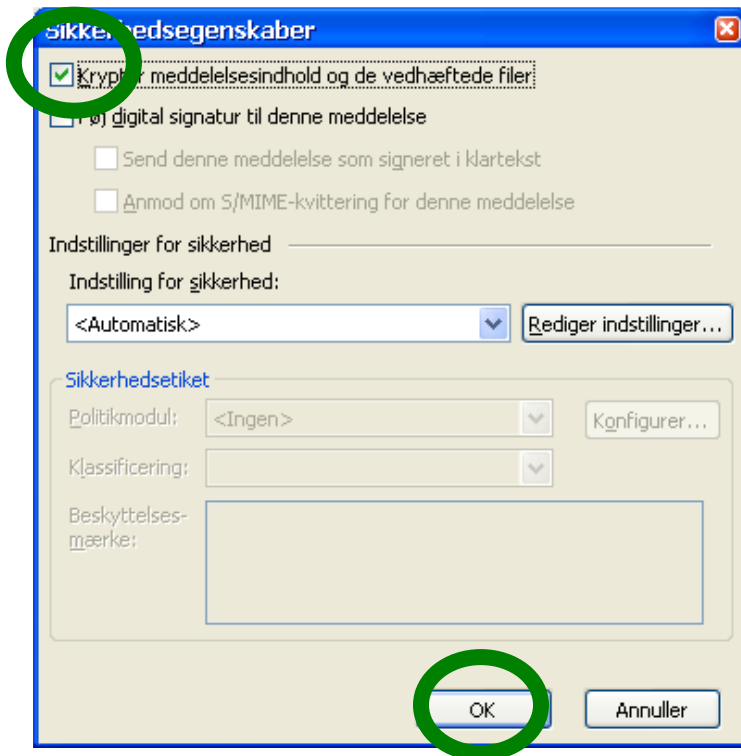 Sikkerhedsegenskaber
Krypter meddelelsesindhold og de vedhæftede filer
Føj digital signatur til denne meddelelse
Send denne meddelelse som signeret i klartekst
Anmod om S/MIME-kvittering for denne meddelelse
Indstillinger for sikkerhed
Indstilling for sikkerhed:
<Automatisk>
Rediger indstillinger...
Sikkerhedsetiket
Politikmodul:
<Ingen>
Konfigurer...
Klassificering:
Beskyttelses-
mærke:
OK
Annuller